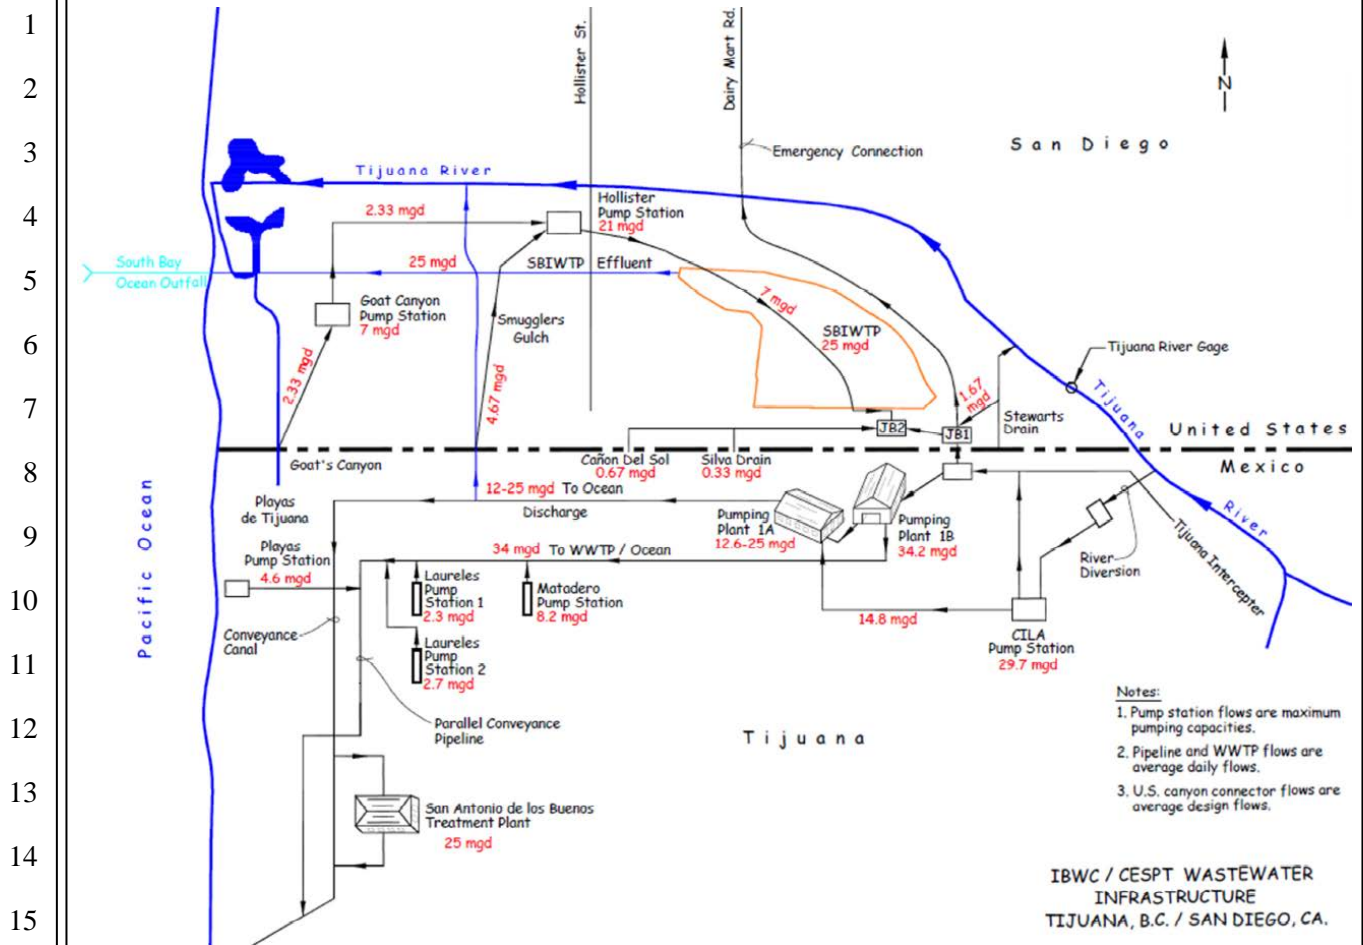 1
2
3
4
5
6
7
8
9
10
11
12
13
14
15
Hollister St.
Dairy Mart Rd.
N
San Diego
Emergency Connection
Tijuana River
2.33 mgd
Hollister
Pump Station
21 mgd
South Bay
Ocean Outfall
25 mgd
SBIWTP Effluent
Goat Canyon
Pump Station
7 mgd
Smugglers
Gulch
7 mgd
SBIWTP
25 mgd
Tijuana River Gage
2.33 mgd
4.67 mgd
1.67
mgd
Stewarts
Drain
Tijuana
River
JB2
JB1
United States
Mexico
Goat's Canyon
Cañon Del Sol
0.67 mgd
Silva Drain
0.33 mgd
12-25 mgd To Ocean
Discharge
Playas
de Tijuana
Pumping
Plant 1A
12.6-25 mgd
Pumping
Plant 1B
34.2 mgd
River
Diversion
Tijuana Intercepter
Pacific Ocean
Playas
Pump Station
4.6 mgd
34 mgd To WWTP / Ocean
Laureles
Pump
Station 1
2.3 mgd
Matadero
Pump Station
8.2 mgd
14.8 mgd
CILA
Pump Station
29.7 mgd
Conveyance
Canal
Laureles
Pump
Station 2
2.7 mgd
Parallel Conveyance
Pipeline
Tijuana
Notes:
1. Pump station flows are maximum
pumping capacities.
2. Pipeline and WWTP flows are
average daily flows.
3. U.S. canyon connector flows are
average design flows.
San Antonio de los Buenos
Treatment Plant
25 mgd
IBWC / CESPT WASTEWATER
INFRASTRUCTURE
TIJUANA, B.C. / SAN DIEGO, CA.